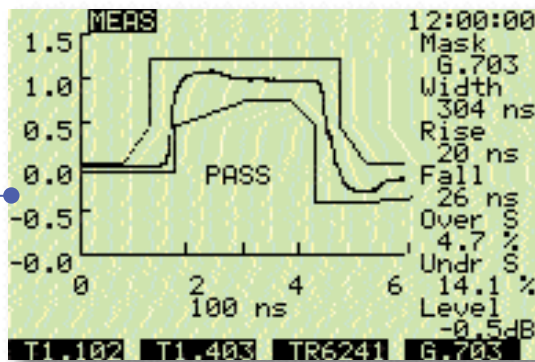 MEAS 12:00:00
1.5
1.0
0.5
0.0
-0.5
-0.0
0 2 4 6
100 ns
PASS
Mask
G.703
Width
304 ns
Rise
20 ns
Fall
26 ns
Over S
4.7 %
Undr S
14.1 %
Level
-0.5dB
T1.102 T1.403 TR6241 G.703